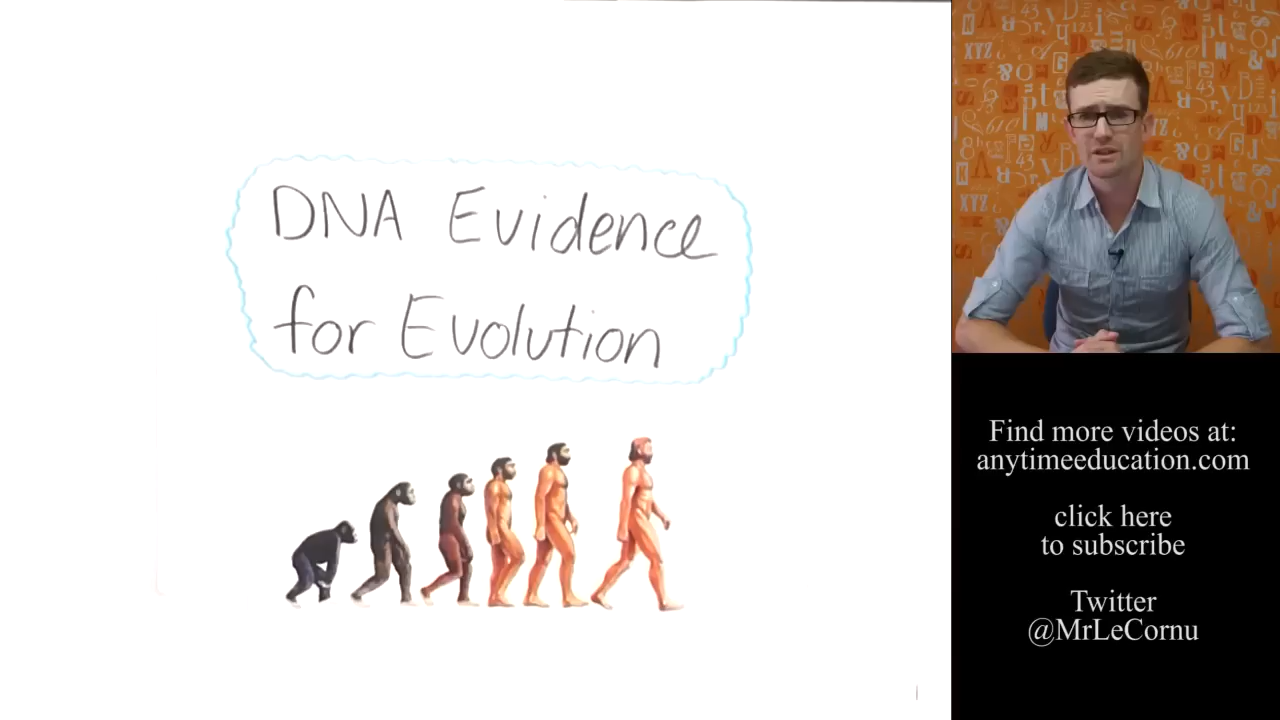 DNA Evidence
for Evolution
Find more videos at:
anytimeeducation.com
click here
to subscribe
Twitter
@MrLeCornu